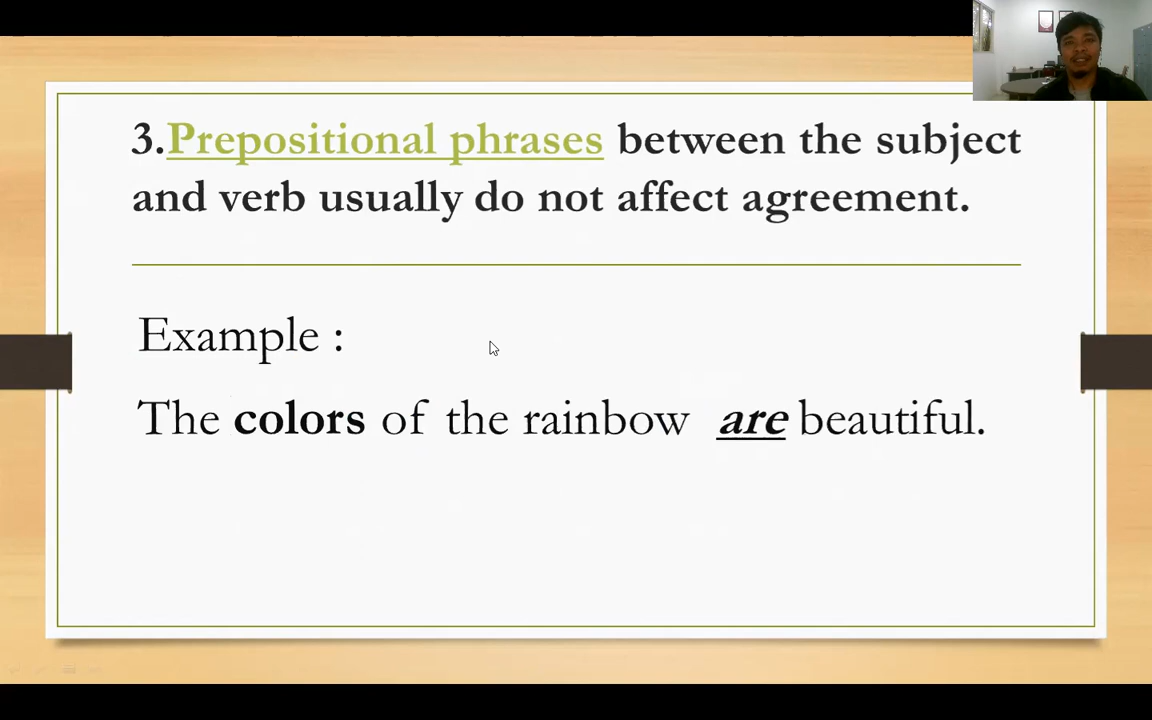 3.Prepositional phrases between the subject
and verb usually do not affect agreement.
Example :
The colors of the rainbow are beautiful.